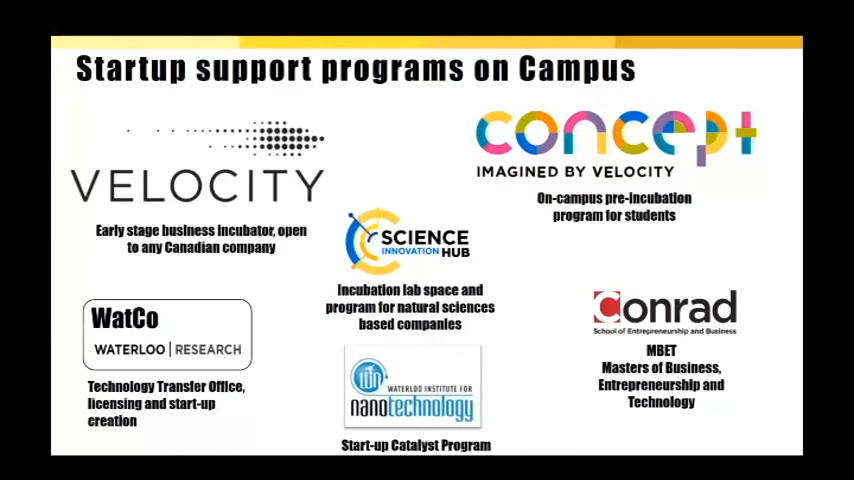 Startup support programs on Campus
VELOCITY
Early stage business incubator, open
to any Canadian company
concept
IMAGINED BY VELOCITY
On-campus pre-incubation
program for students
SCIENCE
INNOVATION HUB
Incubation lab space and
program for natural sciences
based companies
WatCo
WATERLOO | RESEARCH
Technology Transfer Office,
licensing and start-up
creation
WIN
WATERLOO INSTITUTE FOR
nanotechnology
Start-up Catalyst Program
Conrad
School of Entrepreneurship and Business
MBET
Masters of Business,
Entrepreneurship and
Technology